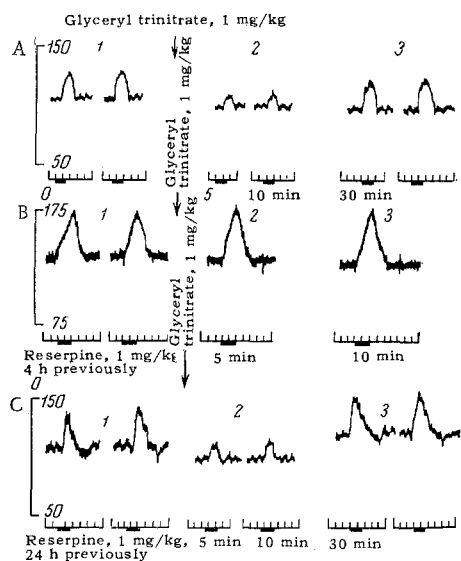 Glyceryl trinitrate, 1 mg/kg
A
150
50
0
1
2
3
Glyceryl
trinitrate, 1 mg/kg
5
10 min
30 min
B
175
75
1
2
3
Glyceryl
trinitrate, 1 mg/kg
Reserpine, 1 mg/kg
4 h previously
5 min
10 min
0
C
150
50
1
2
3
Reserpine, 1 mg/kg,
24 h previously
5 min
10 min
30 min